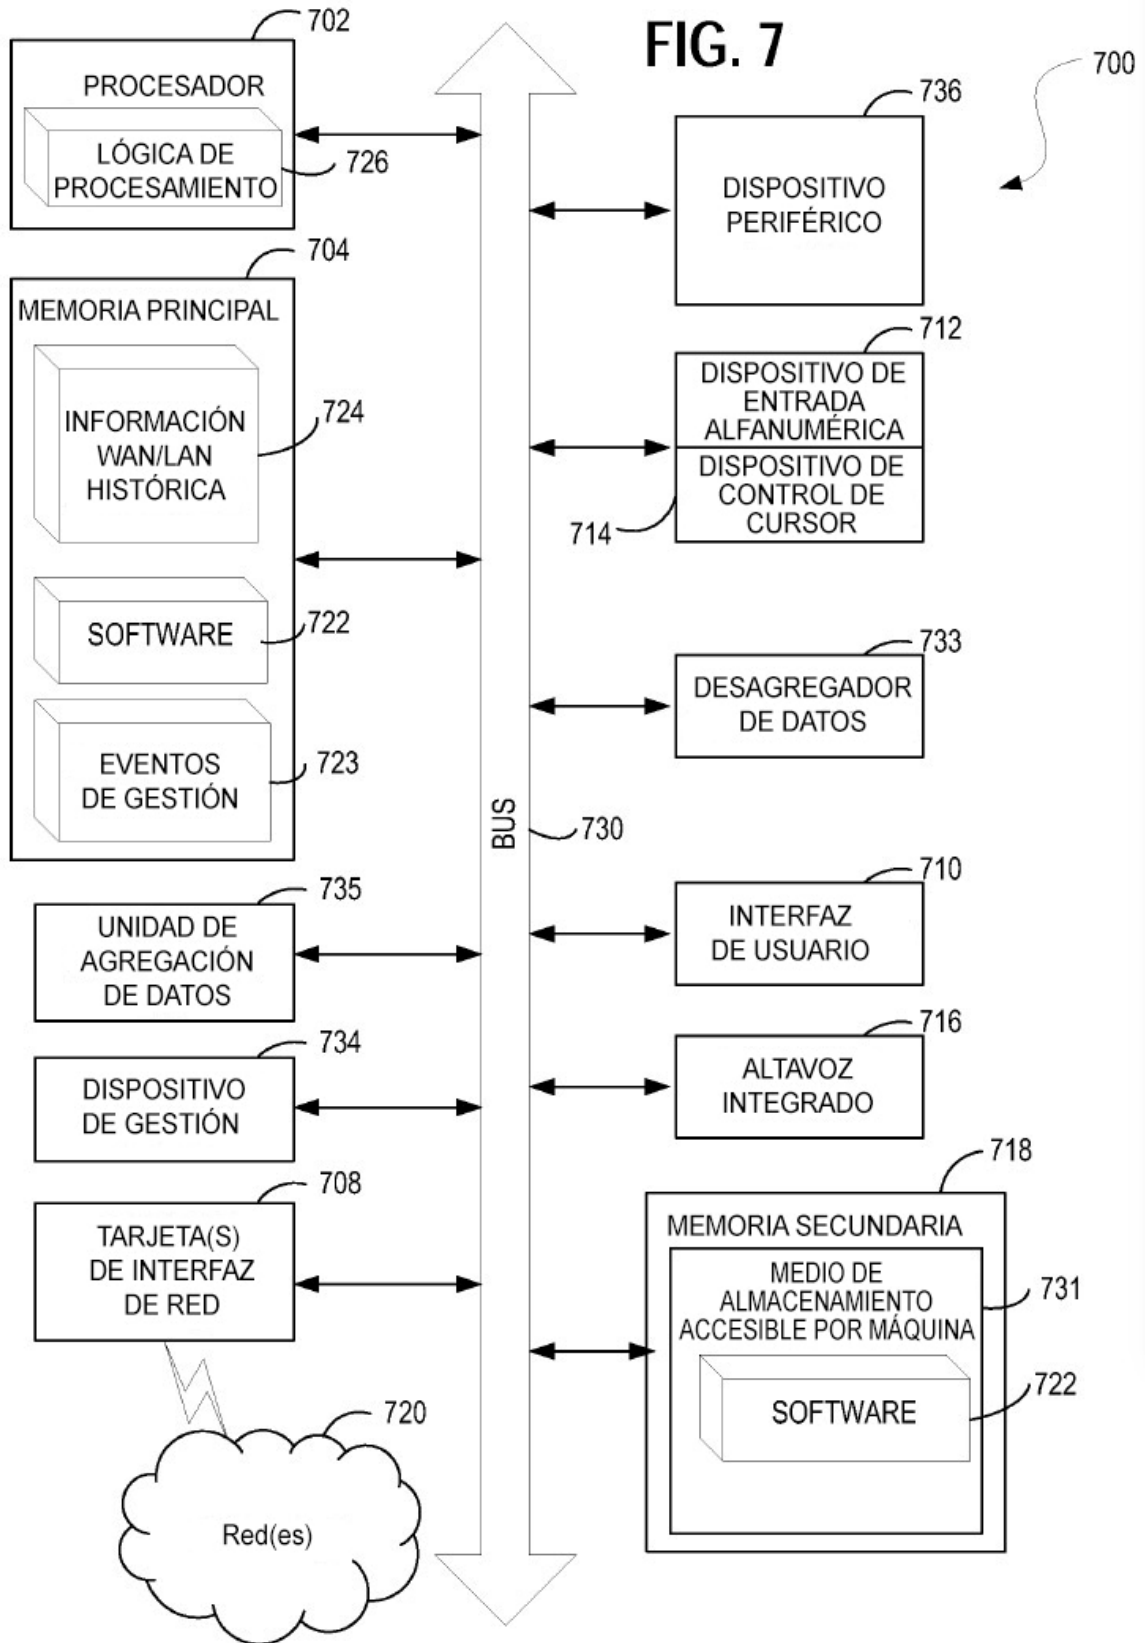 FIG. 7
700
702
PROCESADOR
LÓGICA DE
PROCESAMIENTO
726
704
MEMORIA PRINCIPAL
INFORMACIÓN
WAN/LAN
HISTÓRICA
724
SOFTWARE
722
EVENTOS
DE GESTIÓN
723
735
UNIDAD DE
AGREGACIÓN
DE DATOS
734
DISPOSITIVO
DE GESTIÓN
708
TARJETA(S)
DE INTERFAZ
DE RED
720
Red(es)
BUS
730
736
DISPOSITIVO
PERIFÉRICO
712
DISPOSITIVO DE
ENTRADA
ALFANUMÉRICA
DISPOSITIVO DE
CONTROL DE
CURSOR
714
733
DESAGREGADOR
DE DATOS
710
INTERFAZ
DE USUARIO
716
ALTAVOZ
INTEGRADO
718
MEMORIA SECUNDARIA
MEDIO DE
ALMACENAMIENTO
ACCESIBLE POR MÁQUINA
731
SOFTWARE
722